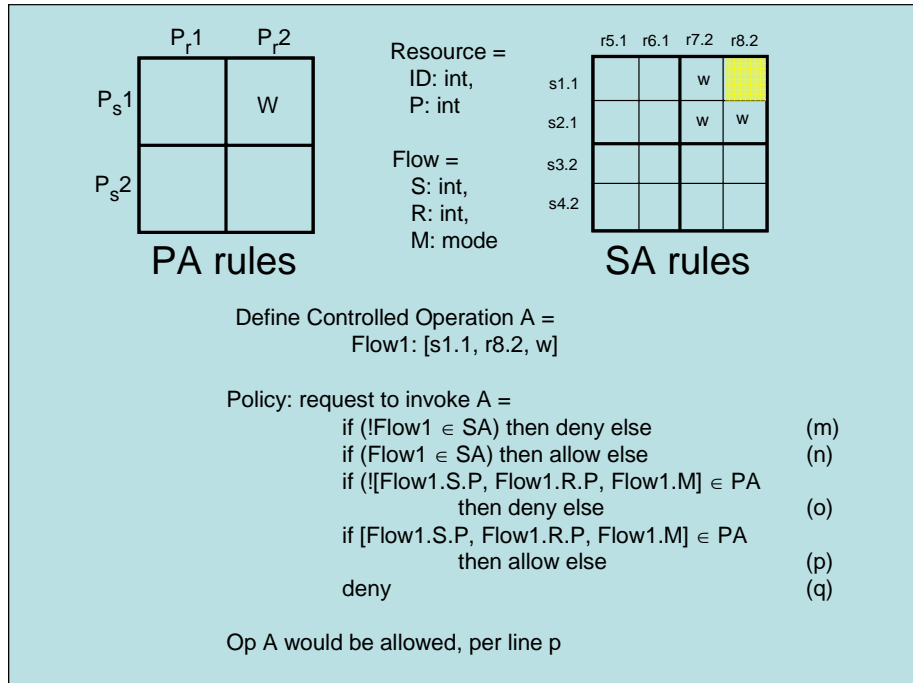 Pr1 Pr2
Ps1 W
Ps2
PA rules
Resource =
ID: int,
P: int
Flow =
S: int,
R: int,
M: mode
r5.1 r6.1 r7.2 r8.2
s1.1 w
s2.1 w w
s3.2
s4.2
SA rules
Define Controlled Operation A =
Flow1: [s1.1, r8.2, w]
Policy: request to invoke A =
if (!Flow1 ∈ SA) then deny else (m)
if (Flow1 ∈ SA) then allow else (n)
if (![Flow1.S.P, Flow1.R.P, Flow1.M] ∈ PA
then deny else (o)
if [Flow1.S.P, Flow1.R.P, Flow1.M] ∈ PA
then allow else (p)
deny (q)
Op A would be allowed, per line p